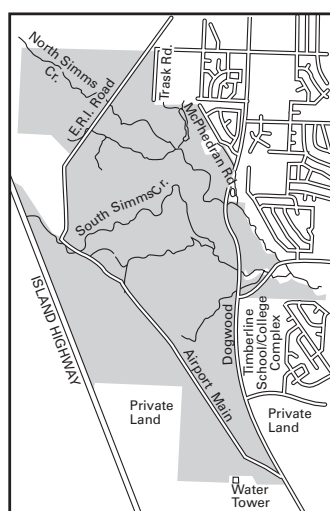 North Simms
Cr.
Trask Rd.
E.R.I. Road
McPhedran Rd.
South Simms Cr.
ISLAND HIGHWAY
Dogwood
Timberline
School/College
Complex
Airport Main
Private
Land
Private
Land
Water
Tower